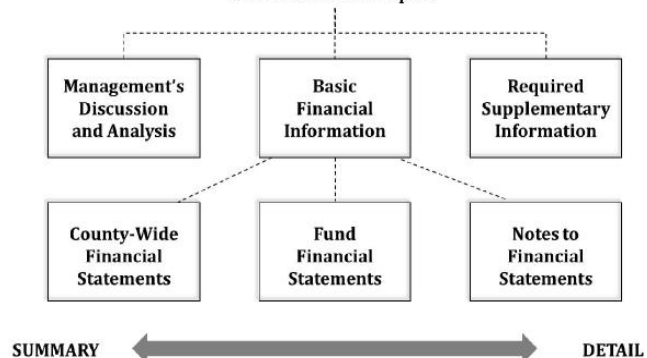 Management's
Discussion
and Analysis
Basic
Financial
Information
Required
Supplementary
Information
County-Wide
Financial
Statements
Fund
Financial
Statements
Notes to
Financial
Statements
SUMMARY
DETAIL